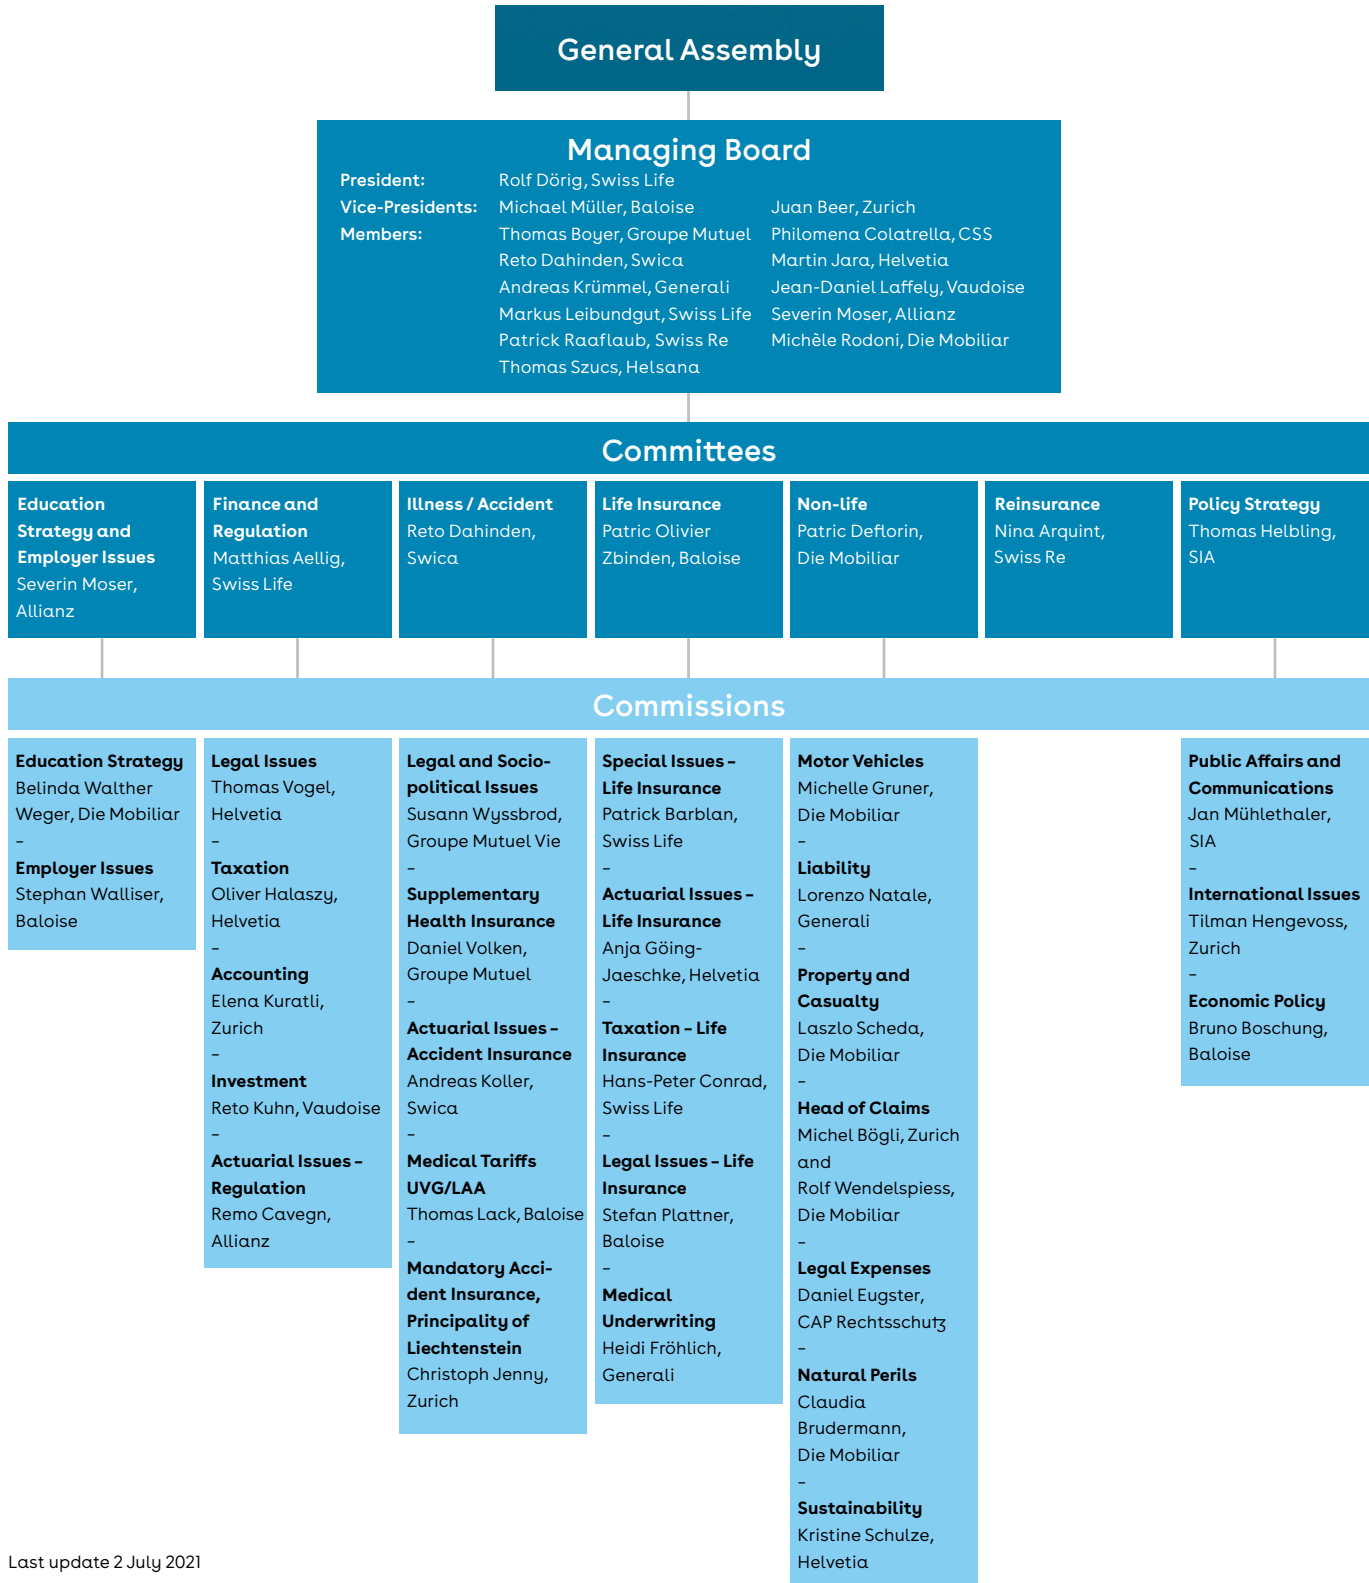 General Assembly
Managing Board
President: Rolf Dörig, Swiss Life
Vice-Presidents: Michael Müller, Baloise Juan Beer, Zurich
Members: Thomas Boyer, Groupe Mutuel Philomena Colatrella, CSS
Reto Dahinden, Swica Martin Jara, Helvetia
Andreas Krümmel, Generali Jean-Daniel Laffely, Vaudoise
Markus Leibundgut, Swiss Life Severin Moser, Allianz
Patrick Raaflaub, Swiss Re Michèle Rodoni, Die Mobiliar
Thomas Szucs, Helsana
Committees
Education
Strategy and
Employer Issues
Severin Moser,
Allianz
Finance and
Regulation
Matthias Aellig,
Swiss Life
Illness / Accident
Reto Dahinden,
Swica
Life Insurance
Patric Olivier
Zbinden, Baloise
Non-life
Patric Deflorin,
Die Mobiliar
Reinsurance
Nina Arquint,
Swiss Re
Policy Strategy
Thomas Helbling,
SIA
Commissions
Education Strategy
Belinda Walther
Weger, Die Mobiliar
–
Employer Issues
Stephan Walliser,
Baloise
Legal Issues
Thomas Vogel,
Helvetia
–
Taxation
Oliver Halaszy,
Helvetia
–
Accounting
Elena Kuratli,
Zurich
–
Investment
Reto Kuhn, Vaudoise
–
Actuarial Issues –
Regulation
Remo Cavegn,
Allianz
Legal and Socio-
political Issues
Susann Wyssbrod,
Groupe Mutuel Vie
–
Supplementary
Health Insurance
Daniel Volken,
Groupe Mutuel
–
Actuarial Issues –
Accident Insurance
Andreas Koller,
Swica
–
Medical Tariffs
UVG/LAA
Thomas Lack, Baloise
–
Mandatory Acci-
dent Insurance,
Principality of
Liechtenstein
Christoph Jenny,
Zurich
Special Issues –
Life Insurance
Patrick Barblan,
Swiss Life
–
Actuarial Issues –
Life Insurance
Anja Göing-
Jaeschke, Helvetia
–
Taxation – Life
Insurance
Hans-Peter Conrad,
Swiss Life
–
Legal Issues – Life
Insurance
Stefan Plattner,
Baloise
–
Medical
Underwriting
Heidi Fröhlich,
Generali
Motor Vehicles
Michelle Gruner,
Die Mobiliar
–
Liability
Lorenzo Natale,
Generali
–
Property and
Casualty
Laszlo Scheda,
Die Mobiliar
–
Head of Claims
Michel Bögli, Zurich
and
Rolf Wendelspiess,
Die Mobiliar
–
Legal Expenses
Daniel Eugster,
CAP Rechtsschutz
–
Natural Perils
Claudia
Brudermann,
Die Mobiliar
–
Sustainability
Kristine Schulze,
Helvetia
Public Affairs and
Communications
Jan Mühlethaler,
SIA
–
International Issues
Tilman Hengevoss,
Zurich
–
Economic Policy
Bruno Boschung,
Baloise
Last update 2 July 2021